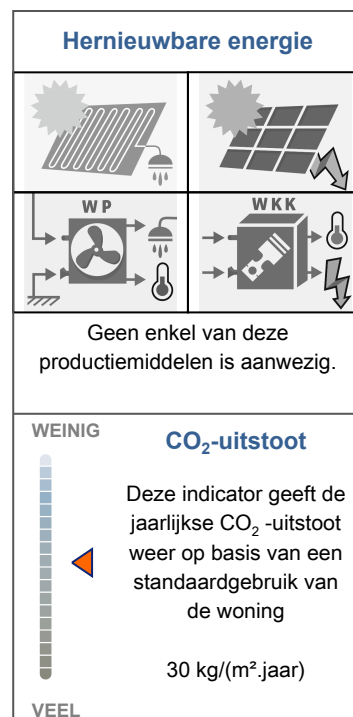 Hernieuwbare energie
WP
WKK
Geen enkel van deze
productiemiddelen is aanwezig.
WEINIG
CO₂-uitstoot
Deze indicator geeft de
jaarlijkse CO₂ -uitstoot
weer op basis van een
standaardgebruik van
de woning
30 kg/(m².jaar)
VEEL